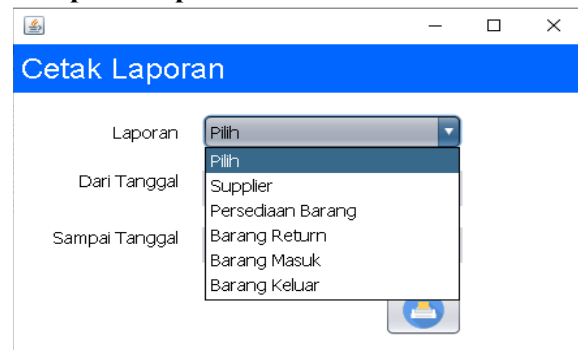 Cetak Laporan
Laporan Pilih
Pilih
Dari Tanggal
Supplier
Persediaan Barang
Sampai Tanggal
Barang Return
Barang Masuk
Barang Keluar